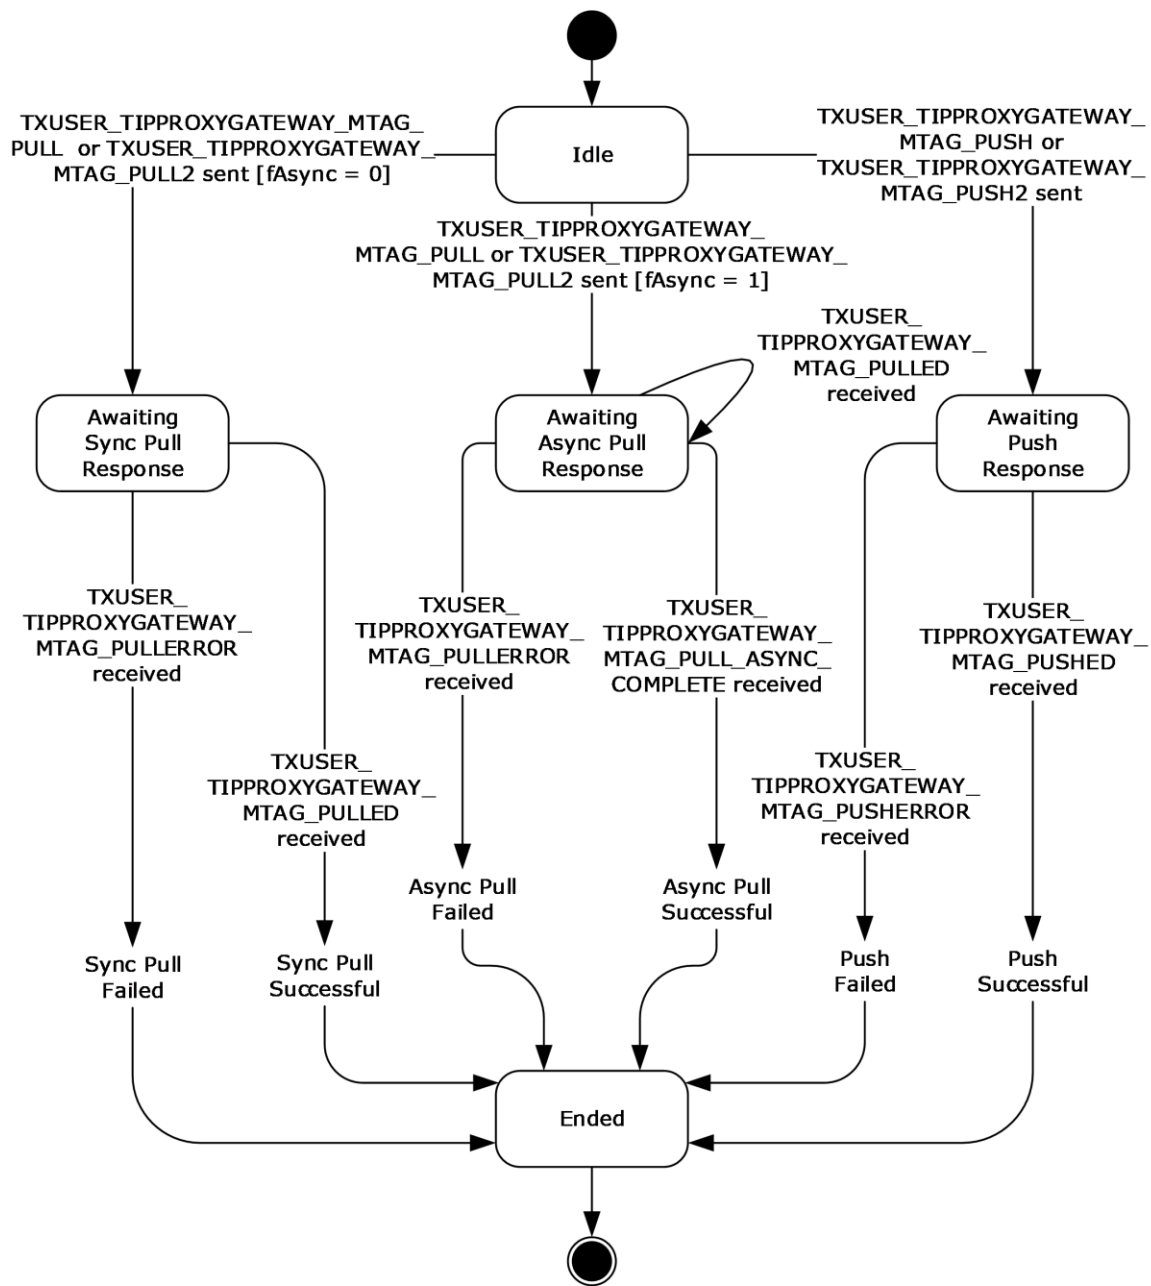 Idle
TXUSER_TIPPROXYGATEWAY_MTAG_
PULL or TXUSER_TIPPROXYGATEWAY_
MTAG_PULL2 sent [fAsync = 0]
TXUSER_TIPPROXYGATEWAY_
MTAG_PULL or TXUSER_TIPPROXYGATEWAY_
MTAG_PULL2 sent [fAsync = 1]
TXUSER_TIPPROXYGATEWAY_
MTAG_PUSH or
TXUSER_TIPPROXYGATEWAY_
MTAG_PUSH2 sent
TXUSER_
TIPPROXYGATEWAY_
MTAG_PULLED
received
Awaiting
Sync Pull
Response
Awaiting
Async Pull
Response
Awaiting
Push
Response
TXUSER_
TIPPROXYGATEWAY_
MTAG_PULLERROR
received
TXUSER_
TIPPROXYGATEWAY_
MTAG_PULLED
received
TXUSER_
TIPPROXYGATEWAY_
MTAG_PULLERROR
received
TXUSER_
TIPPROXYGATEWAY_
MTAG_PULL_ASYNC_
COMPLETE received
TXUSER_
TIPPROXYGATEWAY_
MTAG_PUSHERROR
received
TXUSER_
TIPPROXYGATEWAY_
MTAG_PUSHED
received
Sync Pull
Failed
Sync Pull
Successful
Async Pull
Failed
Async Pull
Successful
Push
Failed
Push
Successful
Ended